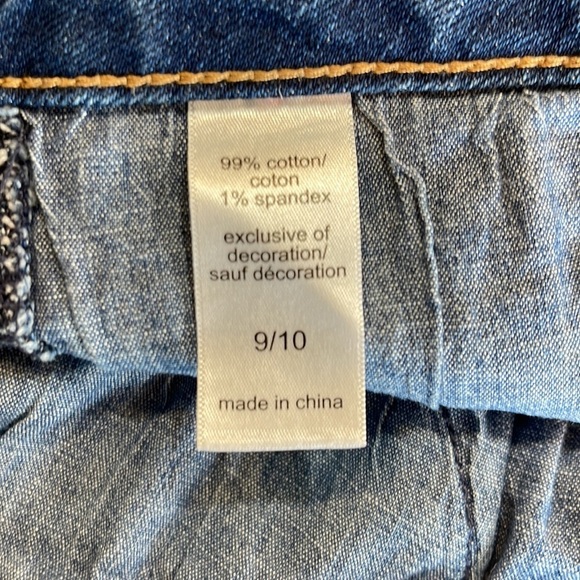 99% cotton/
coton
1% spandex
exclusive of
decoration/
sauf décoration
9/10
made in china